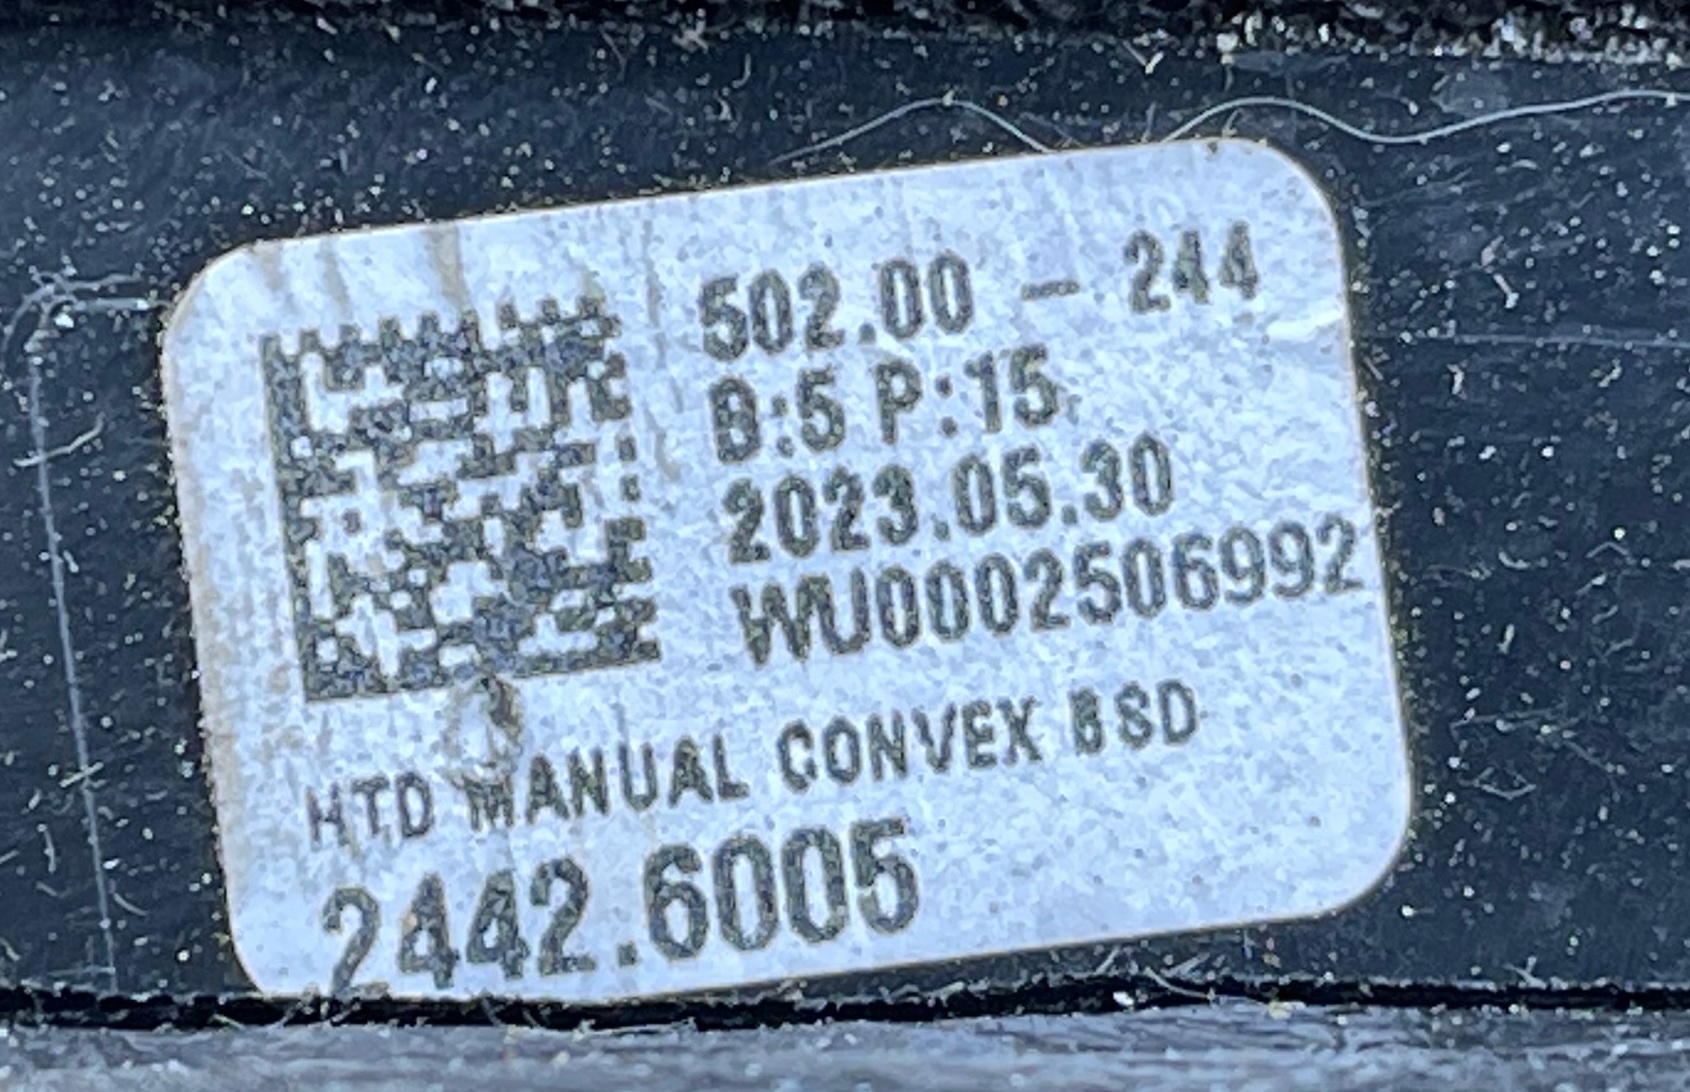 502.00 - 244
B:5 P:15
2023.05.30
WU0002506992
HTD MANUAL CONVEX BSD
2442.6005